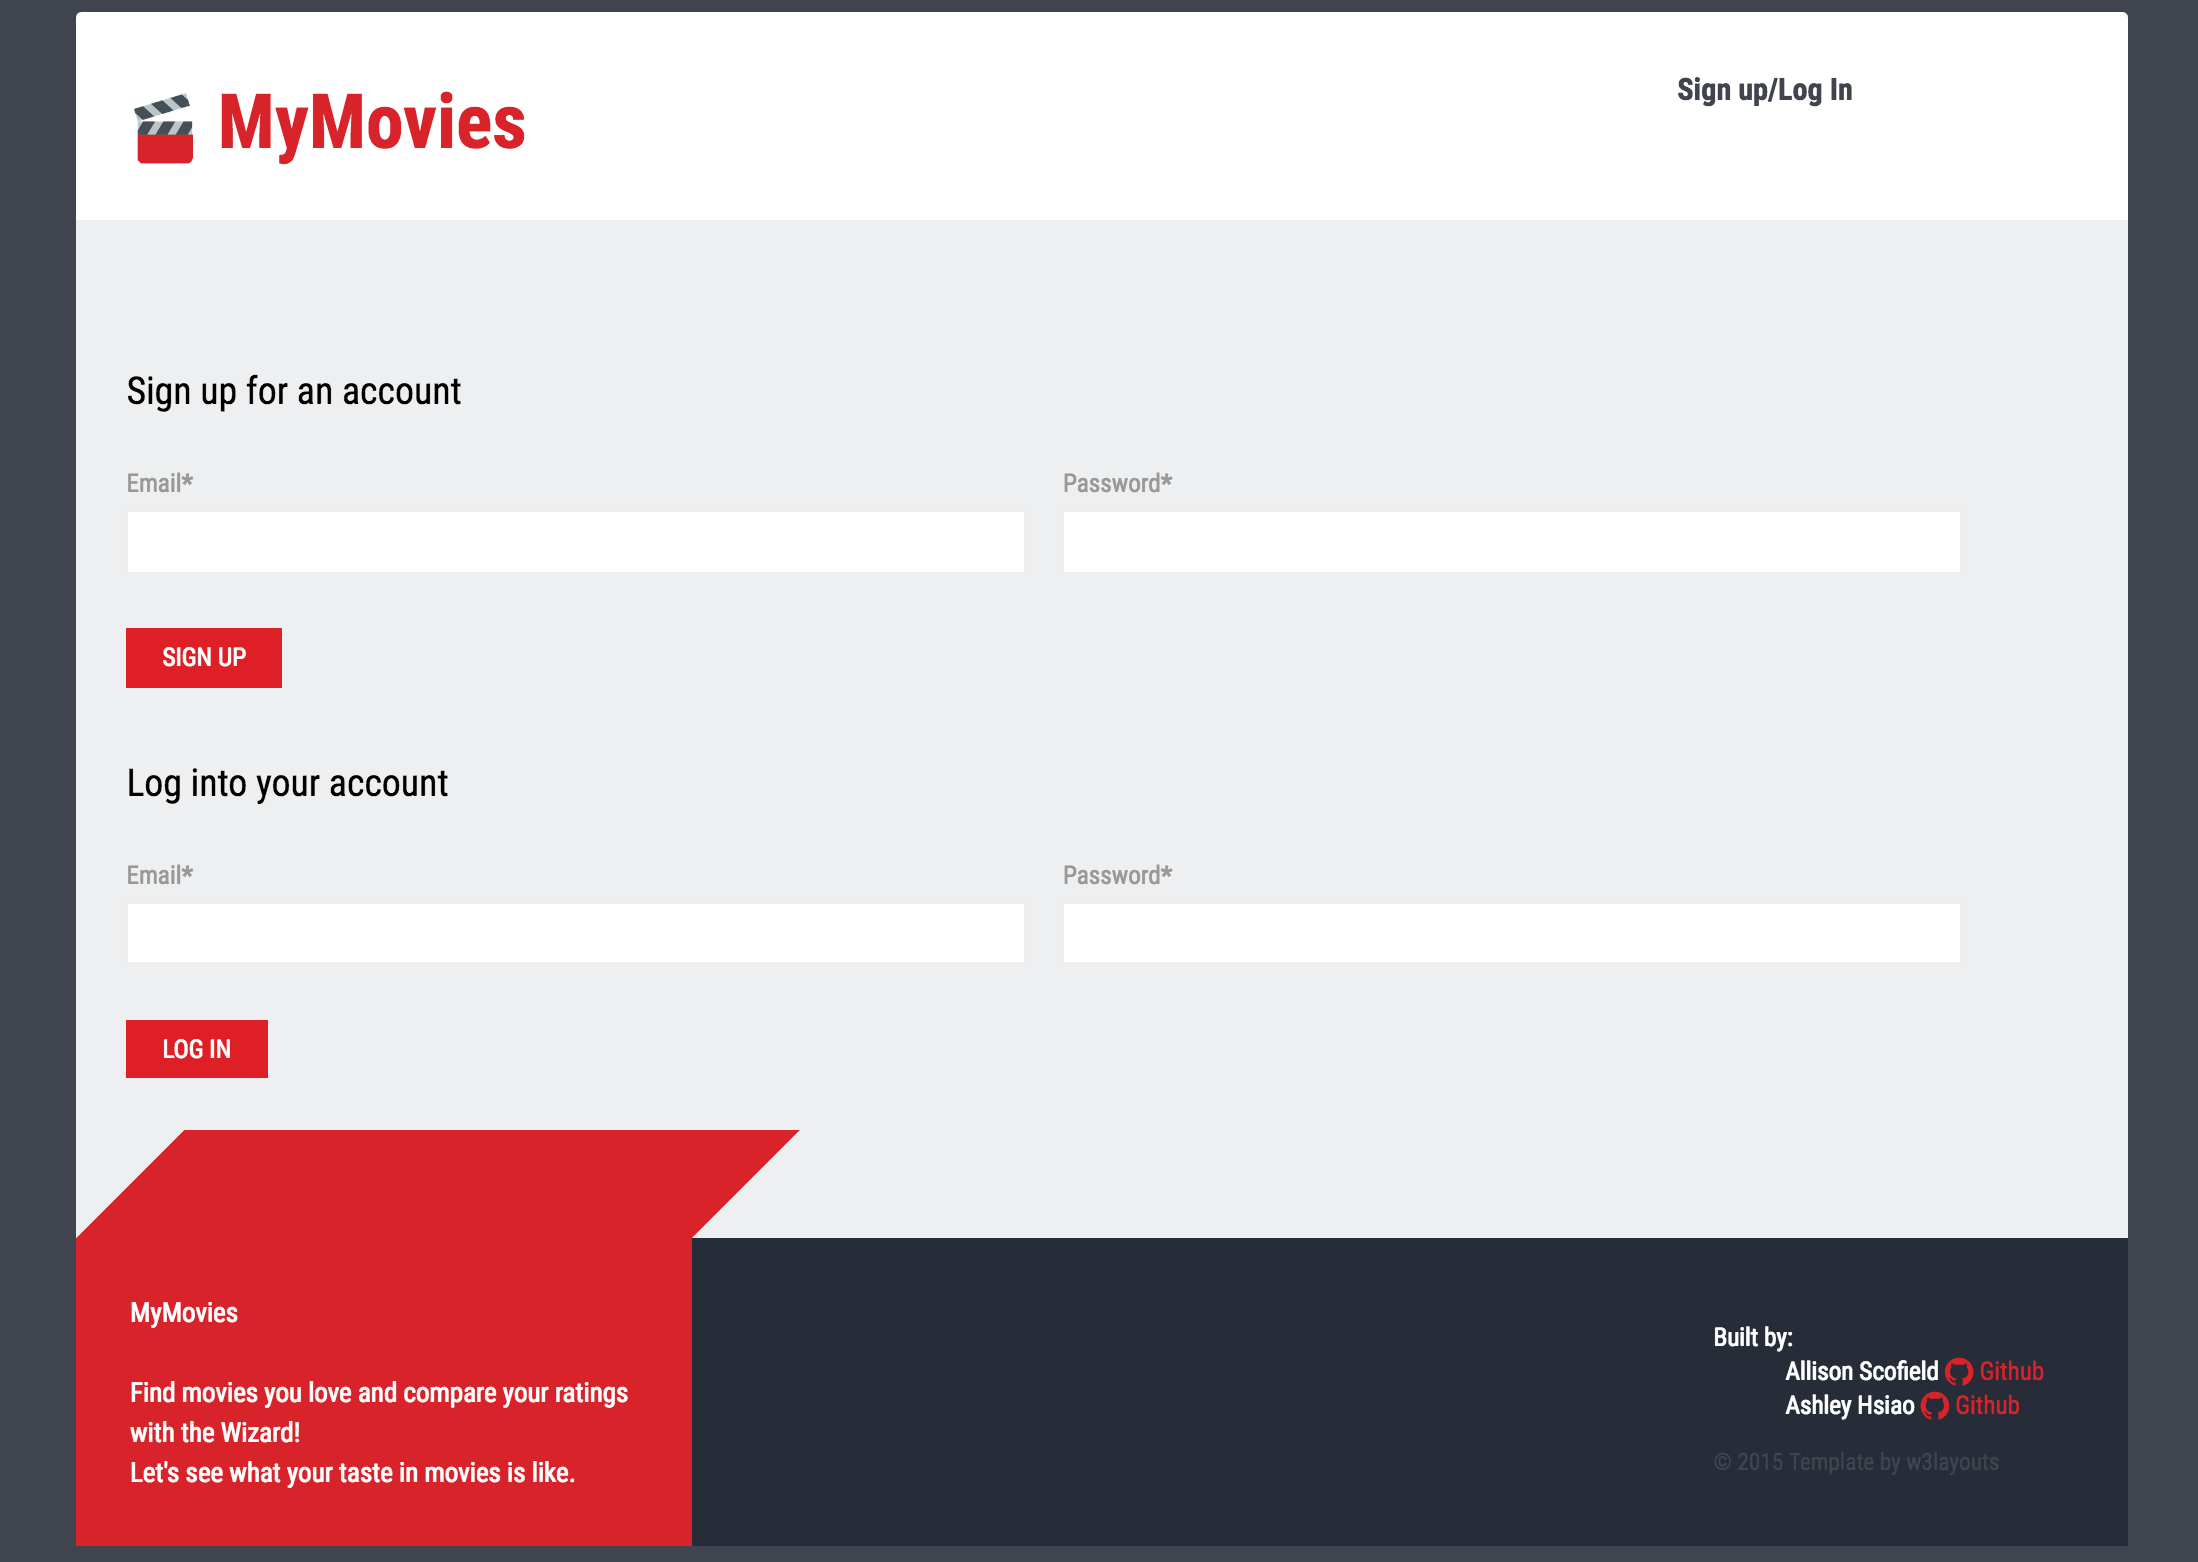 MyMovies
Sign up/Log In
Sign up for an account
Email*
Password*
SIGN UP
Log into your account
Email*
Password*
LOG IN
MyMovies
Find movies you love and compare your ratings
with the Wizard!
Let's see what your taste in movies is like.
Built by:
Allison Scofield Github
Ashley Hsiao Github
© 2015 Template by w3layouts